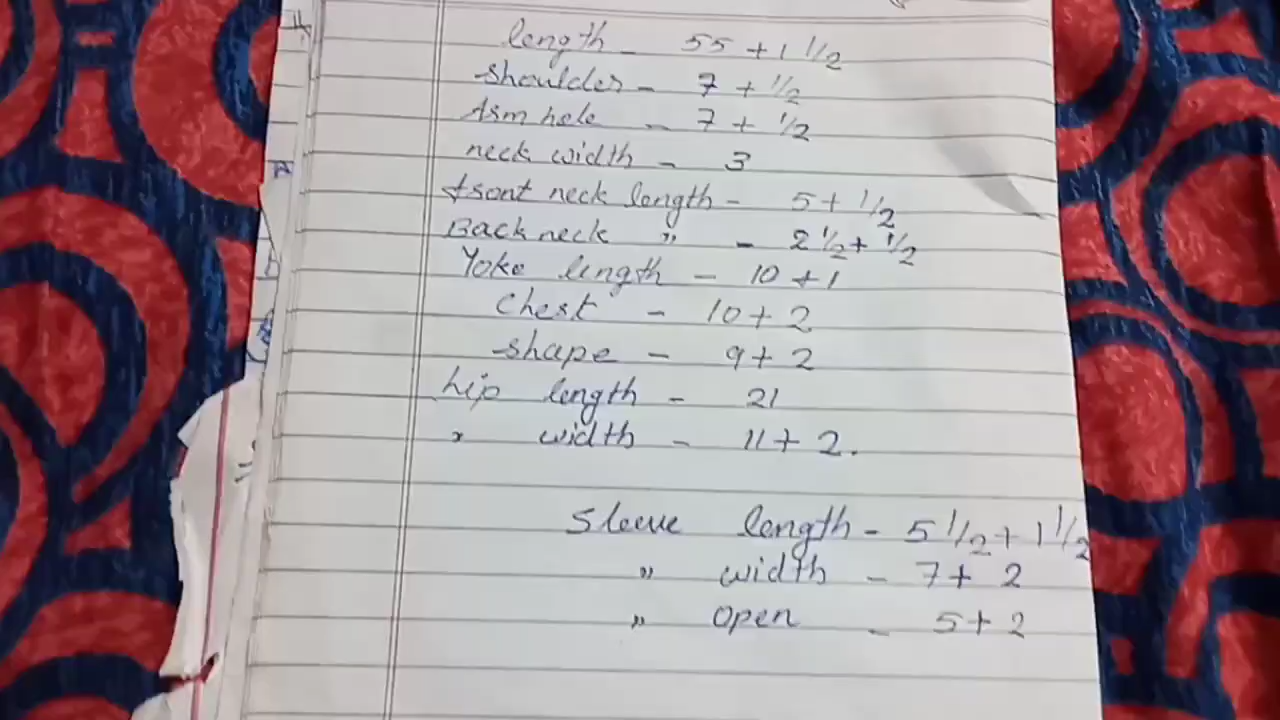 length - 55 + 1 1/2
shoulder - 7 + 1/2
Arm hole - 7 + 1/2
neck width - 3
front neck length - 5 + 1/2
Back neck " - 2 1/2 + 1/2
Yoke length - 10 + 1
Chest - 10 + 2
shape - 9 + 2
hip length - 21
" width - 11 + 2.
Sleeve length - 5 1/2 + 1 1/2
" width - 7 + 2
" open - 5 + 2